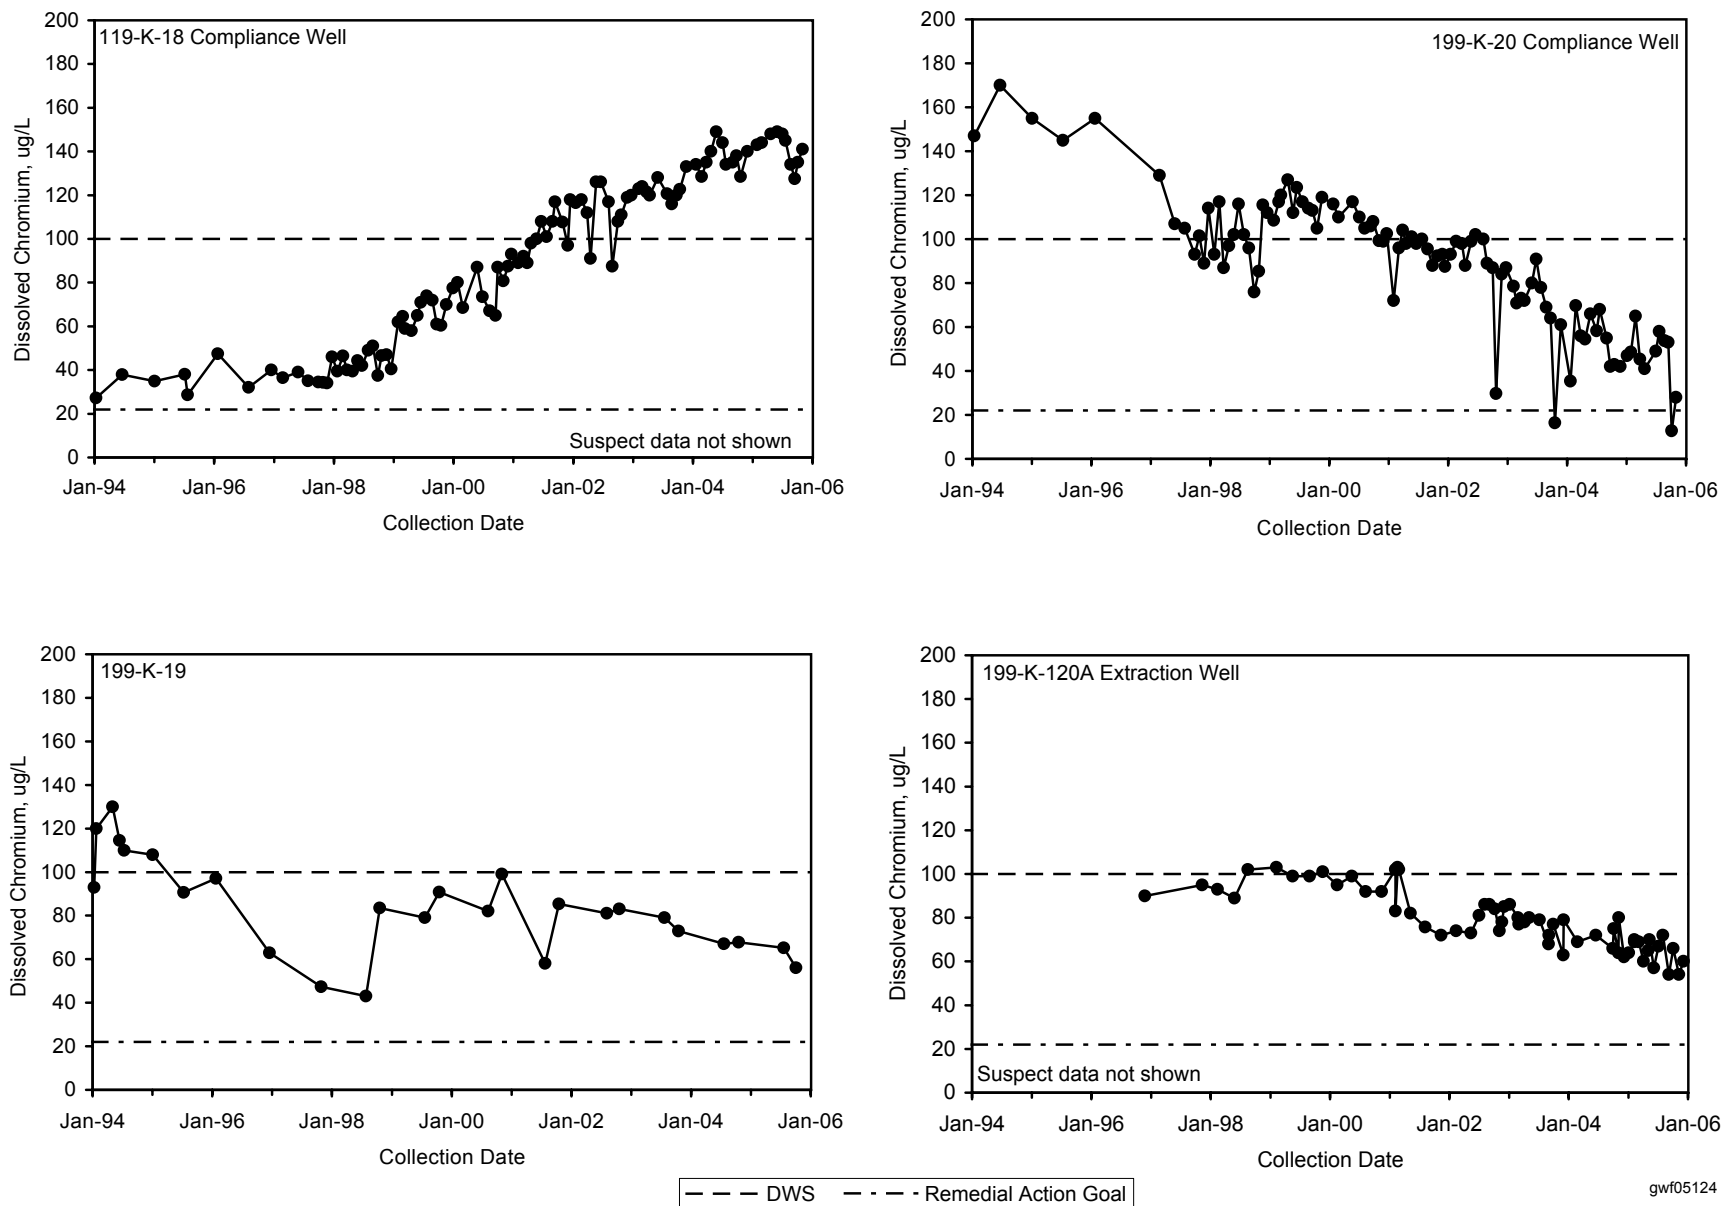 119-K-18 Compliance Well
Dissolved Chromium, ug/L
200
180
160
140
120
100
80
60
40
20
0
Suspect data not shown
Jan-94 Jan-96 Jan-98 Jan-00 Jan-02 Jan-04 Jan-06
Collection Date
199-K-20 Compliance Well
Dissolved Chromium, ug/L
200
180
160
140
120
100
80
60
40
20
0
Jan-94 Jan-96 Jan-98 Jan-00 Jan-02 Jan-04 Jan-06
Collection Date
199-K-19
Dissolved Chromium, ug/L
200
180
160
140
120
100
80
60
40
20
0
Jan-94 Jan-96 Jan-98 Jan-00 Jan-02 Jan-04 Jan-06
Collection Date
199-K-120A Extraction Well
Dissolved Chromium, ug/L
200
180
160
140
120
100
80
60
40
20
0
Suspect data not shown
Jan-94 Jan-96 Jan-98 Jan-00 Jan-02 Jan-04 Jan-06
Collection Date
DWS Remedial Action Goal
gwf05124